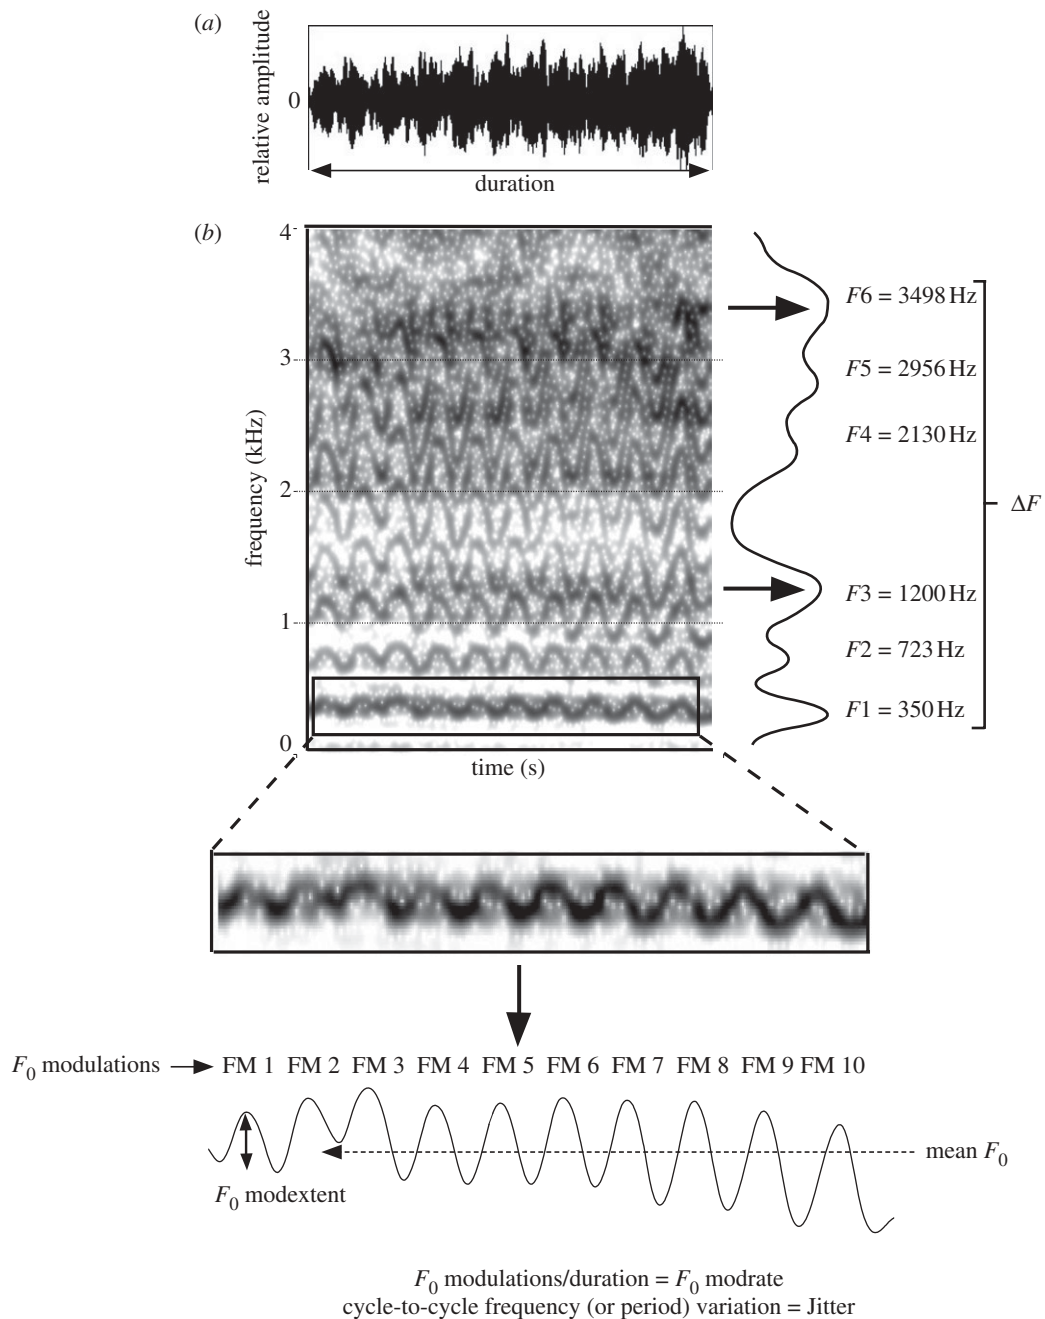 (a)
relative amplitude
0
duration
(b)
4
3
2
1
0
frequency (kHz)
time (s)
F6 = 3498 Hz
F5 = 2956 Hz
F4 = 2130 Hz
F3 = 1200 Hz
F2 = 723 Hz
F1 = 350 Hz
ΔF
F0 modulations FM 1 FM 2 FM 3 FM 4 FM 5 FM 6 FM 7 FM 8 FM 9 FM 10
mean F0
F0 modextent
F0 modulations/duration = F0 modrate
cycle-to-cycle frequency (or period) variation = Jitter